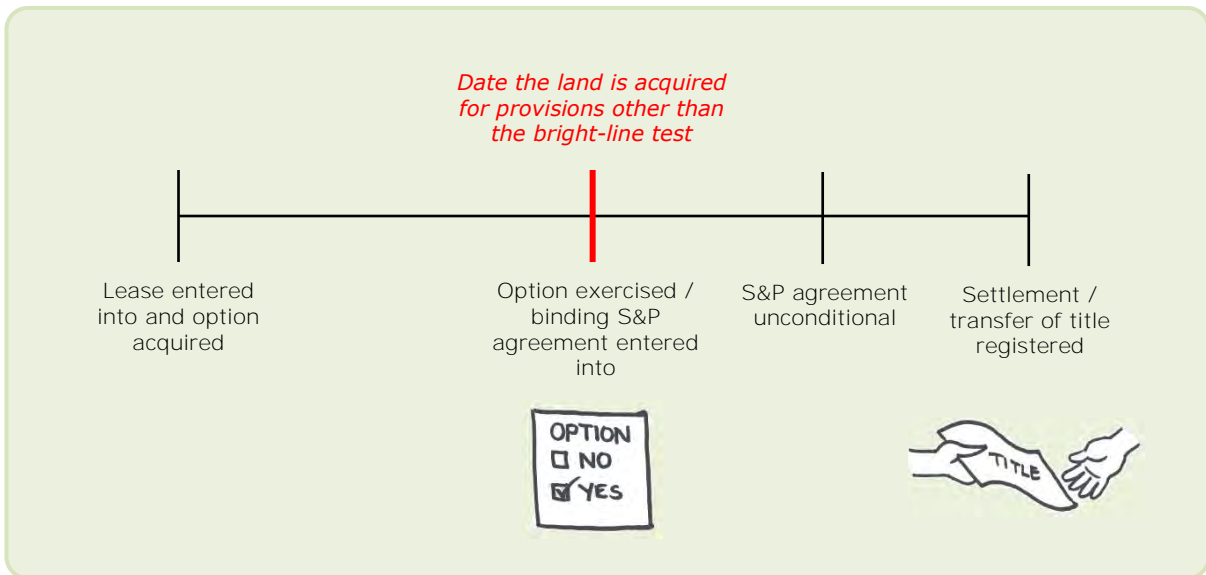 Date the land is acquired
for provisions other than
the bright-line test
Lease entered
into and option
acquired
Option exercised /
binding S&P
agreement entered
into
S&P agreement
unconditional
Settlement /
transfer of title
registered
OPTION
NO
YES
TITLE